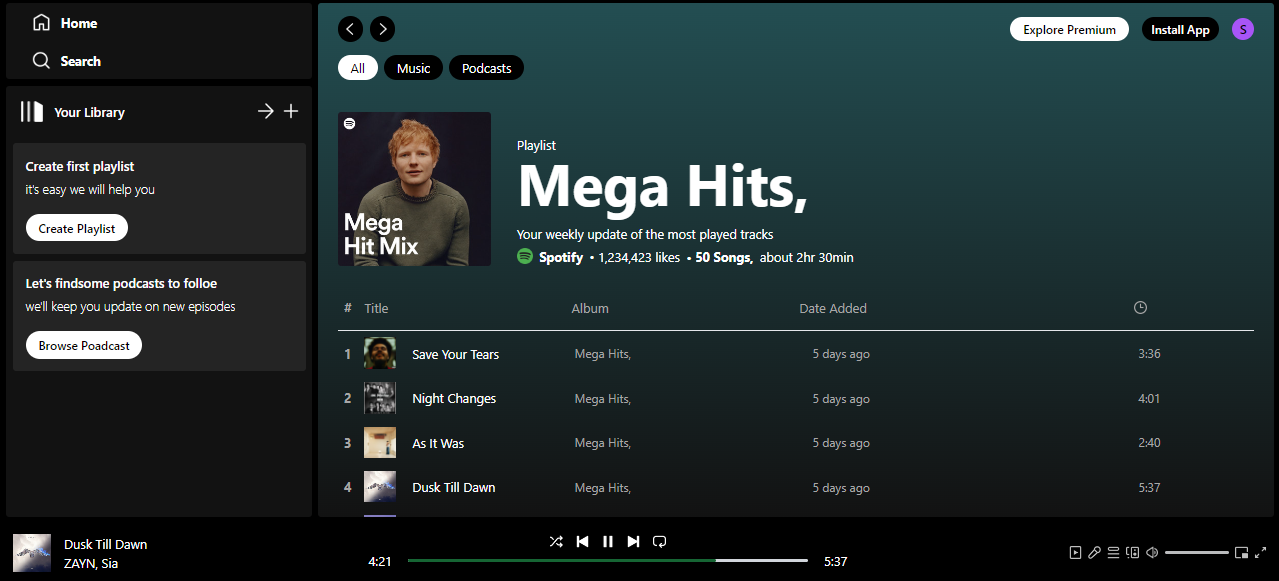 Home
Search
Your Library
Create first playlist
it's easy we will help you
Create Playlist
Let's findsome podcasts to folloe
we'll keep you update on new episodes
Browse Poadcast
Explore Premium
Install App
S
All
Music
Podcasts
Mega
Hit Mix
Playlist
Mega Hits,
Your weekly update of the most played tracks
Spotify • 1,234,423 likes • 50 Songs, about 2hr 30min
# Title Album Date Added
1 Save Your Tears Mega Hits, 5 days ago 3:36
2 Night Changes Mega Hits, 5 days ago 4:01
3 As It Was Mega Hits, 5 days ago 2:40
4 Dusk Till Dawn Mega Hits, 5 days ago 5:37
Dusk Till Dawn
ZAYN, Sia
4:21
5:37